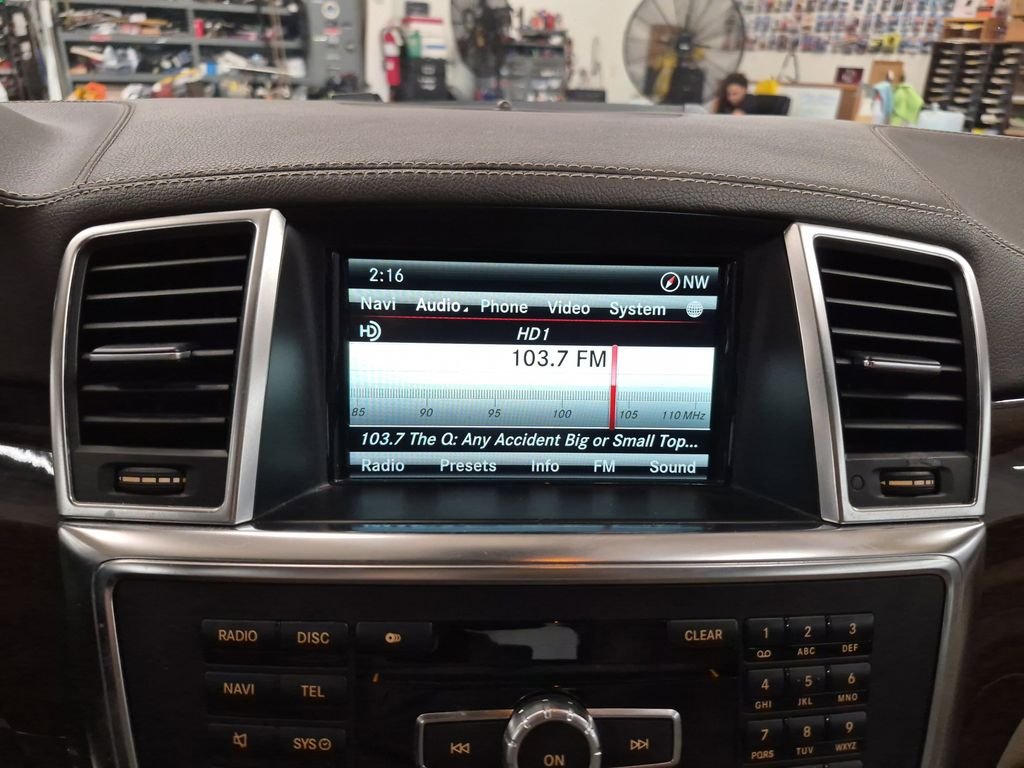 2:16 NW
Navi Audio Phone Video System
HD HD1
103.7 FM
85 90 95 100 105 110 MHz
103.7 The Q: Any Accident Big or Small Top...
Radio Presets Info FM Sound
RADIO DISC CLEAR 1 2 3
ABC DEF
NAVI TEL 4 5 6
GHI JKL MNO
SYS 7 8 9
ON PQRS TUV WXYZ